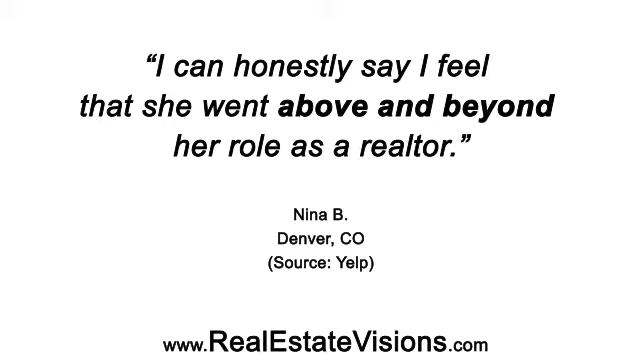 “I can honestly say I feel
that she went above and beyond
her role as a realtor.”
Nina B.
Denver, CO
(Source: Yelp)
www.RealEstateVisions.com